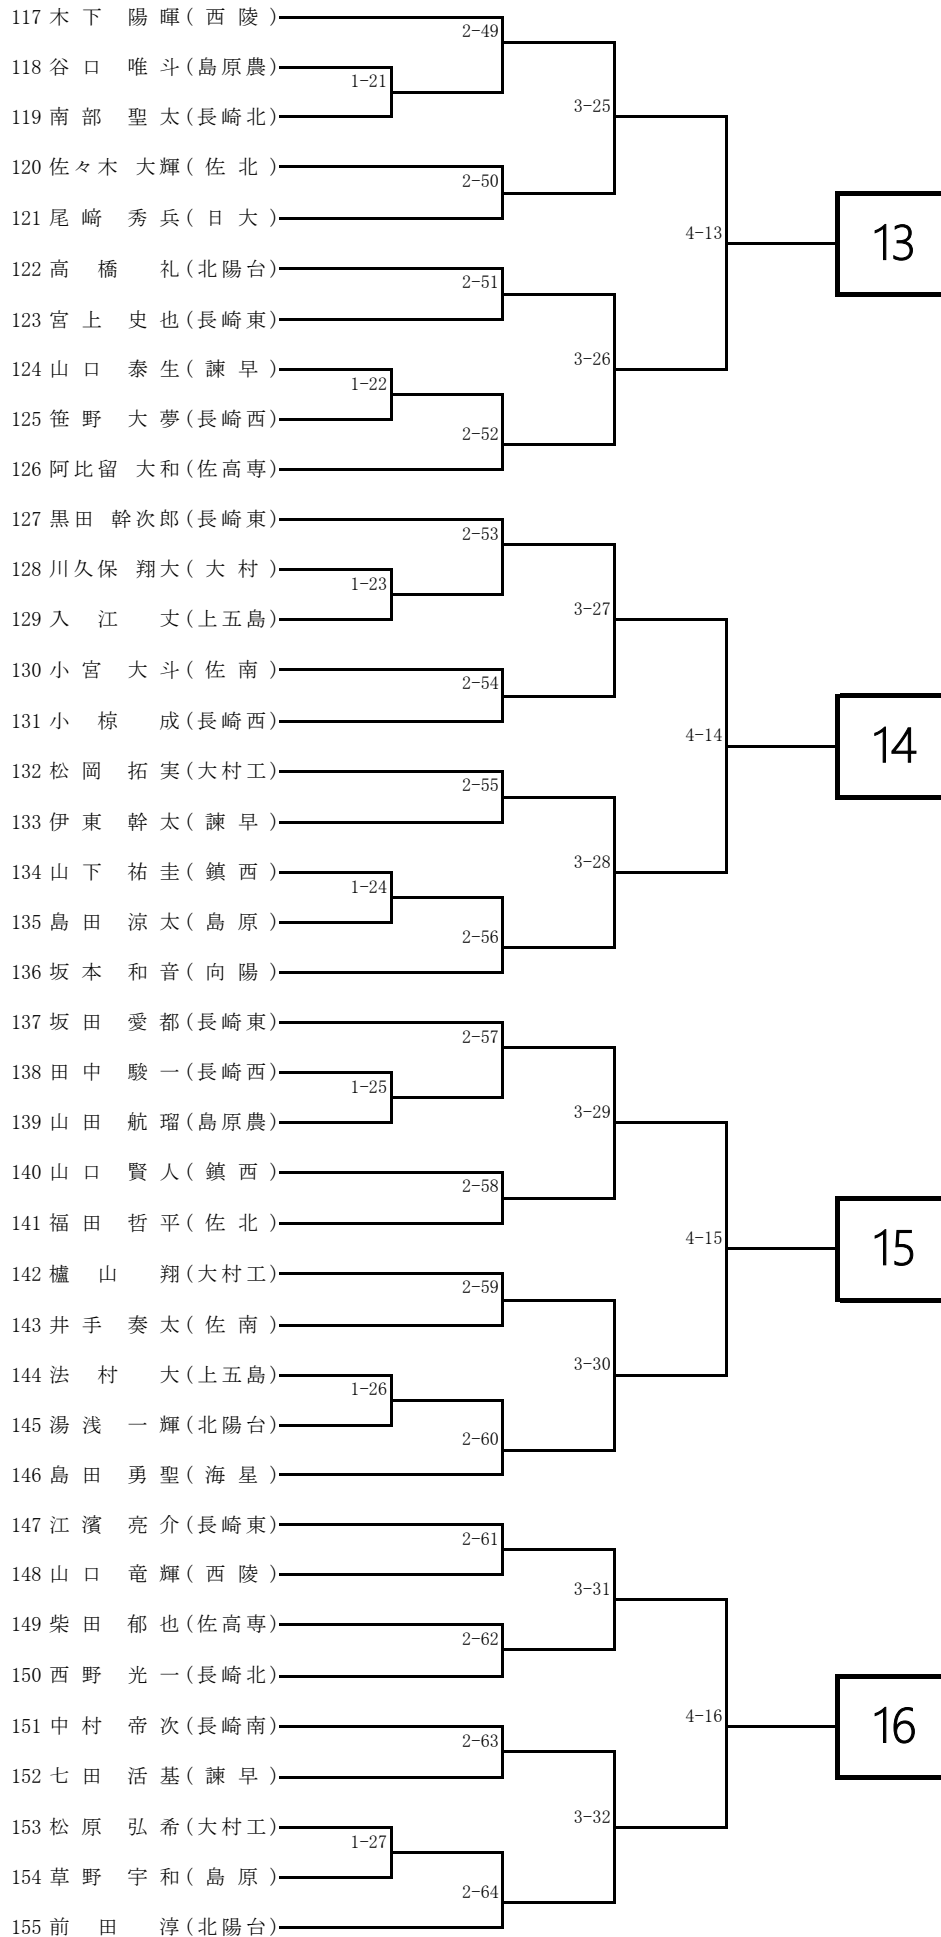 117 木下 陽暉(西陵)
2-49
118 谷口 唯斗(島原農)
1-21
119 南部 聖太(長崎北)
3-25
120 佐々木 大輝(佐北)
2-50
121 尾﨑 秀兵(日大)
4-13
13
122 高橋 礼(北陽台)
2-51
123 宮上 史也(長崎東)
3-26
124 山口 泰生(諫早)
1-22
125 笹野 大夢(長崎西)
2-52
126 阿比留 大和(佐高専)
127 黒田 幹次郎(長崎東)
2-53
128 川久保 翔大(大村)
1-23
129 入江 丈(上五島)
3-27
130 小宮 大斗(佐南)
2-54
131 小椋 成(長崎西)
4-14
14
132 松岡 拓実(大村工)
2-55
133 伊東 幹太(諫早)
3-28
134 山下 祐圭(鎮西)
1-24
135 島田 涼太(島原)
2-56
136 坂本 和音(向陽)
137 坂田 愛都(長崎東)
2-57
138 田中 駿一(長崎西)
1-25
139 山田 航瑠(島原農)
3-29
140 山口 賢人(鎮西)
2-58
141 福田 哲平(佐北)
4-15
15
142 櫨山 翔(大村工)
2-59
143 井手 奏太(佐南)
3-30
144 法村 大(上五島)
1-26
145 湯浅 一輝(北陽台)
2-60
146 島田 勇聖(海星)
147 江濱 亮介(長崎東)
2-61
148 山口 竜輝(西陵)
3-31
149 柴田 郁也(佐高専)
2-62
150 西野 光一(長崎北)
4-16
16
151 中村 帝次(長崎南)
2-63
152 七田 活基(諫早)
3-32
153 松原 弘希(大村工)
1-27
154 草野 宇和(島原)
2-64
155 前田 淳(北陽台)